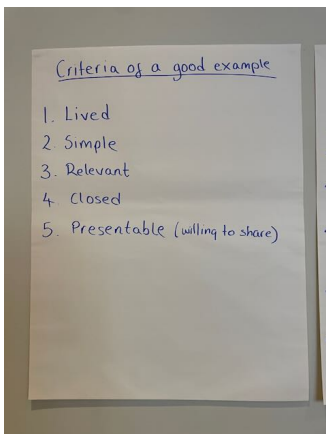 Criteria of a good example
1. Lived
2 Simple
3. Relevant
4. Closed
5. Presentable (willing to share)